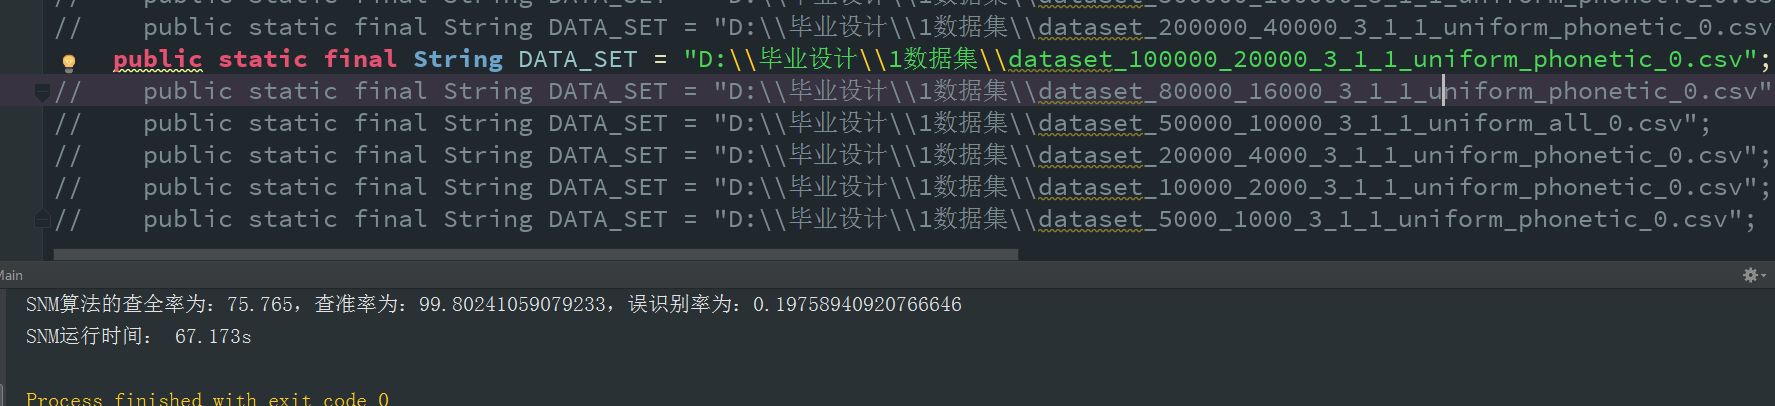 // public static final String DATA_SET = "D:\\毕业设计\\1数据集\\dataset_200000_40000_3_1_1_uniform_phonetic_0.csv
public static final String DATA_SET = "D:\\毕业设计\\1数据集\\dataset_100000_20000_3_1_1_uniform_phonetic_0.csv";
// public static final String DATA_SET = "D:\\毕业设计\\1数据集\\dataset_80000_16000_3_1_1_uniform_phonetic_0.csv"
// public static final String DATA_SET = "D:\\毕业设计\\1数据集\\dataset_50000_10000_3_1_1_uniform_all_0.csv";
// public static final String DATA_SET = "D:\\毕业设计\\1数据集\\dataset_20000_4000_3_1_1_uniform_phonetic_0.csv";
// public static final String DATA_SET = "D:\\毕业设计\\1数据集\\dataset_10000_2000_3_1_1_uniform_phonetic_0.csv";
// public static final String DATA_SET = "D:\\毕业设计\\1数据集\\dataset_5000_1000_3_1_1_uniform_phonetic_0.csv";
Main
SNM算法的查全率为：75.765，查准率为：99.80241059079233，误识别率为：0.19758940920766646
SNM运行时间： 67.173s
Process finished with exit code 0